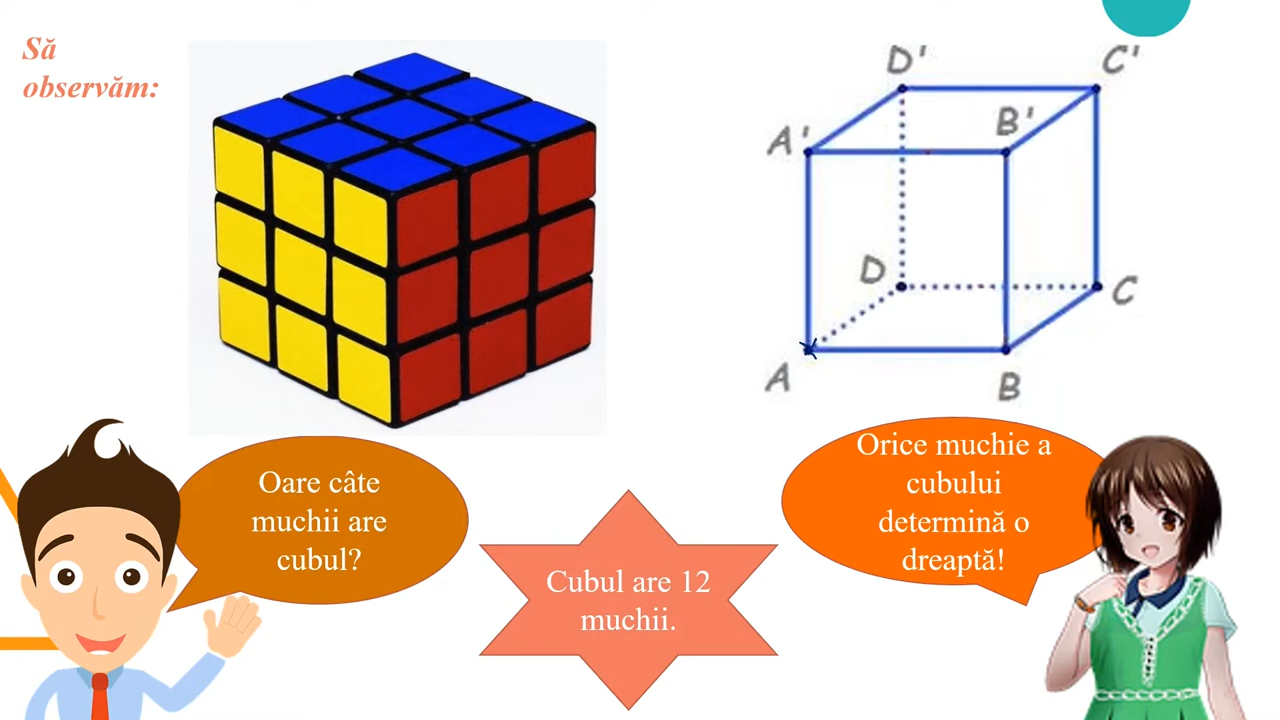 Să
observăm:
D'
C'
A'
B'
D
C
A
B
Oare câte
muchii are
cubul?
Cubul are 12
muchii.
Orice muchie a
cubului
determină o
dreaptă!